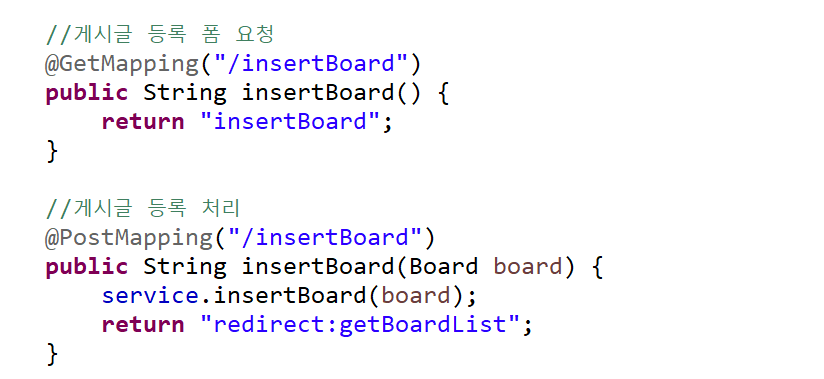 //게시글 등록 폼 요청
@GetMapping("/insertBoard")
public String insertBoard() {
    return "insertBoard";
}

//게시글 등록 처리
@PostMapping("/insertBoard")
public String insertBoard(Board board) {
    service.insertBoard(board);
    return "redirect:getBoardList";
}